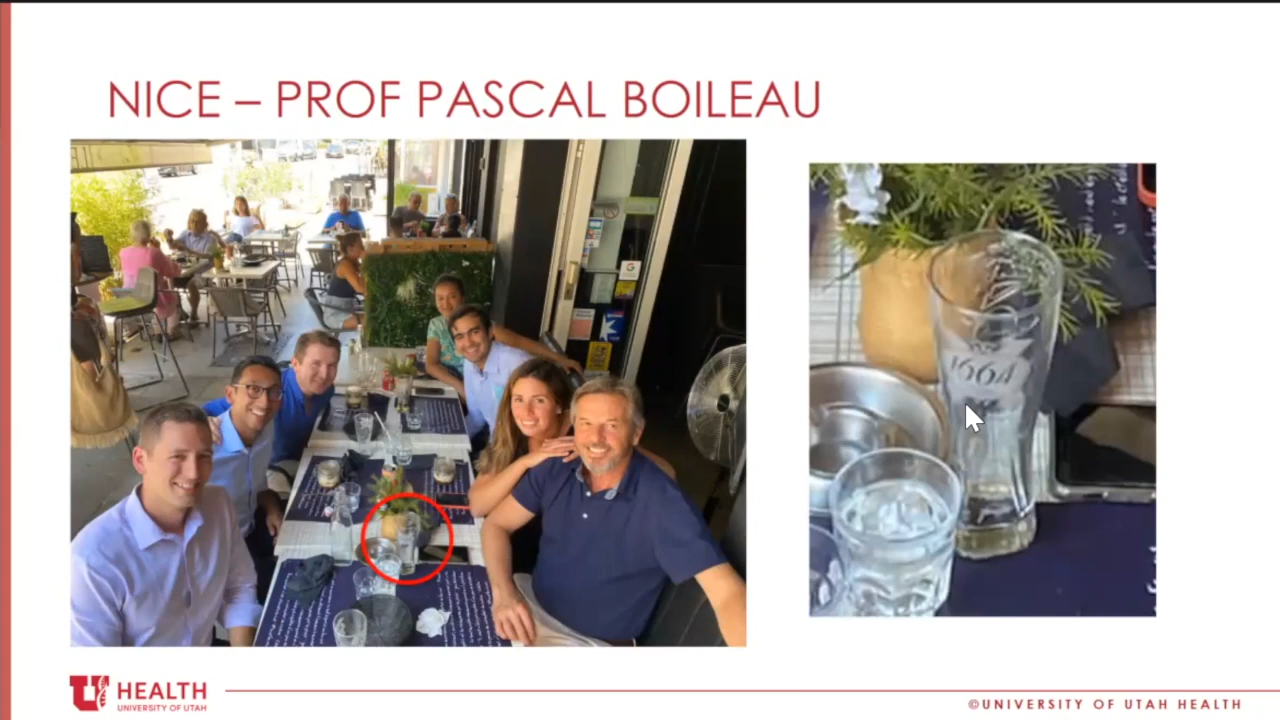 NICE – PROF PASCAL BOILEAU
1664
HEALTH
UNIVERSITY OF UTAH
©UNIVERSITY OF UTAH HEALTH